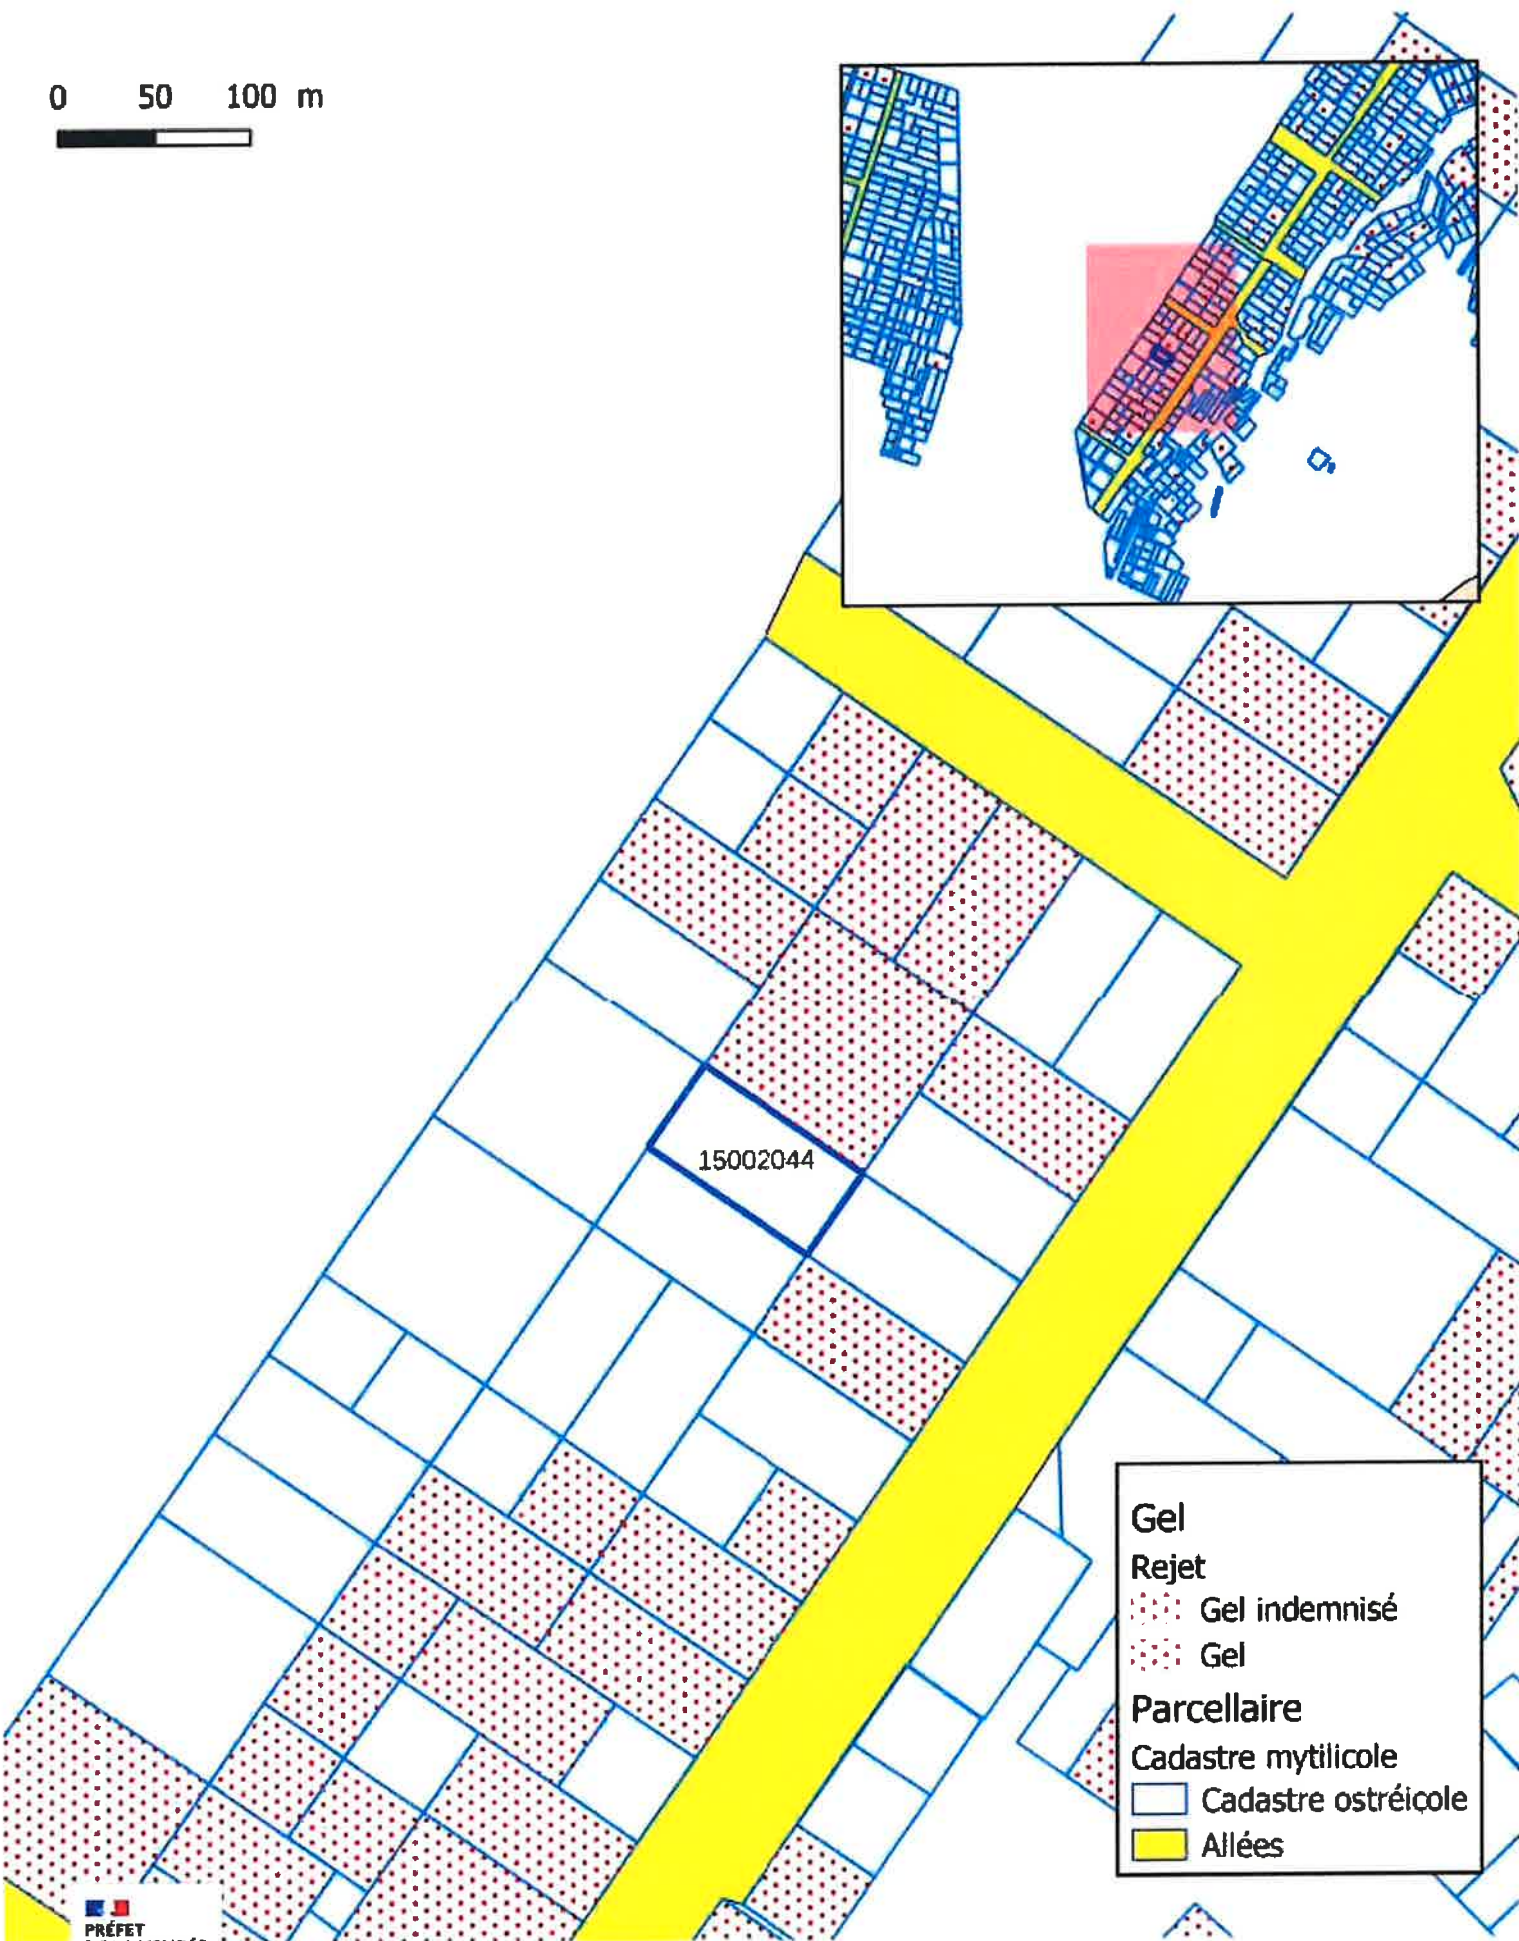 0 50 100 m
15002044
Gel
Rejet
Gel indemnisé
Gel
Parcellaire
Cadastre mytilicole
Cadastre ostréicole
Allées
PRÉFET